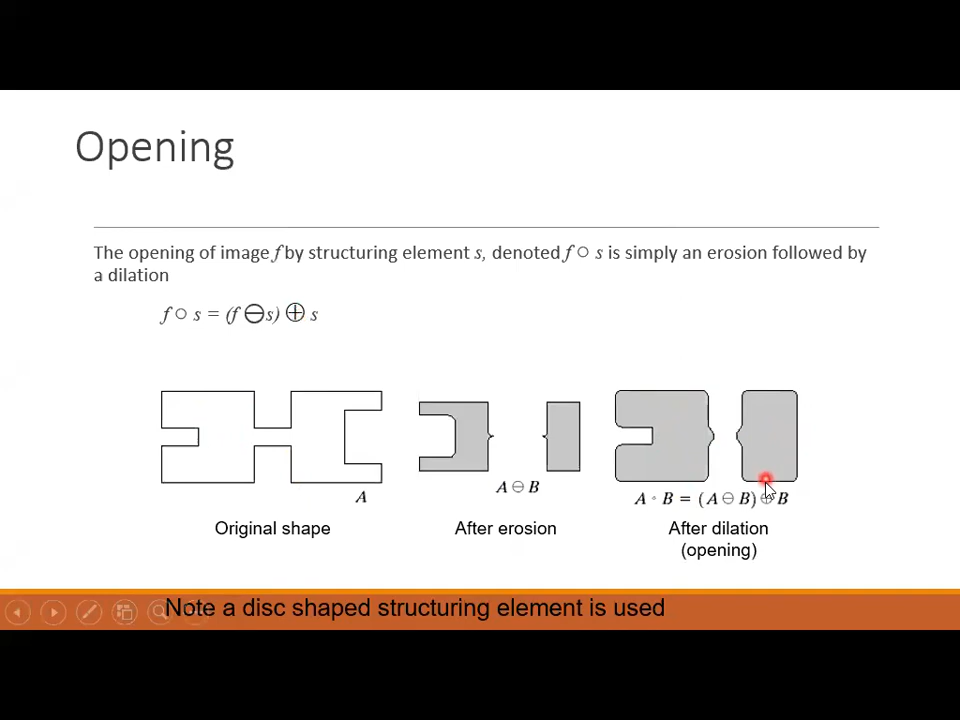 Opening
The opening of image f by structuring element s, denoted f ○ s is simply an erosion followed by
a dilation
f ○ s = (f ⊖ s) ⊕ s
A
A ⊖ B
A ∘ B = (A ⊖ B) ⊕ B
Original shape
After erosion
After dilation
(opening)
Note a disc shaped structuring element is used